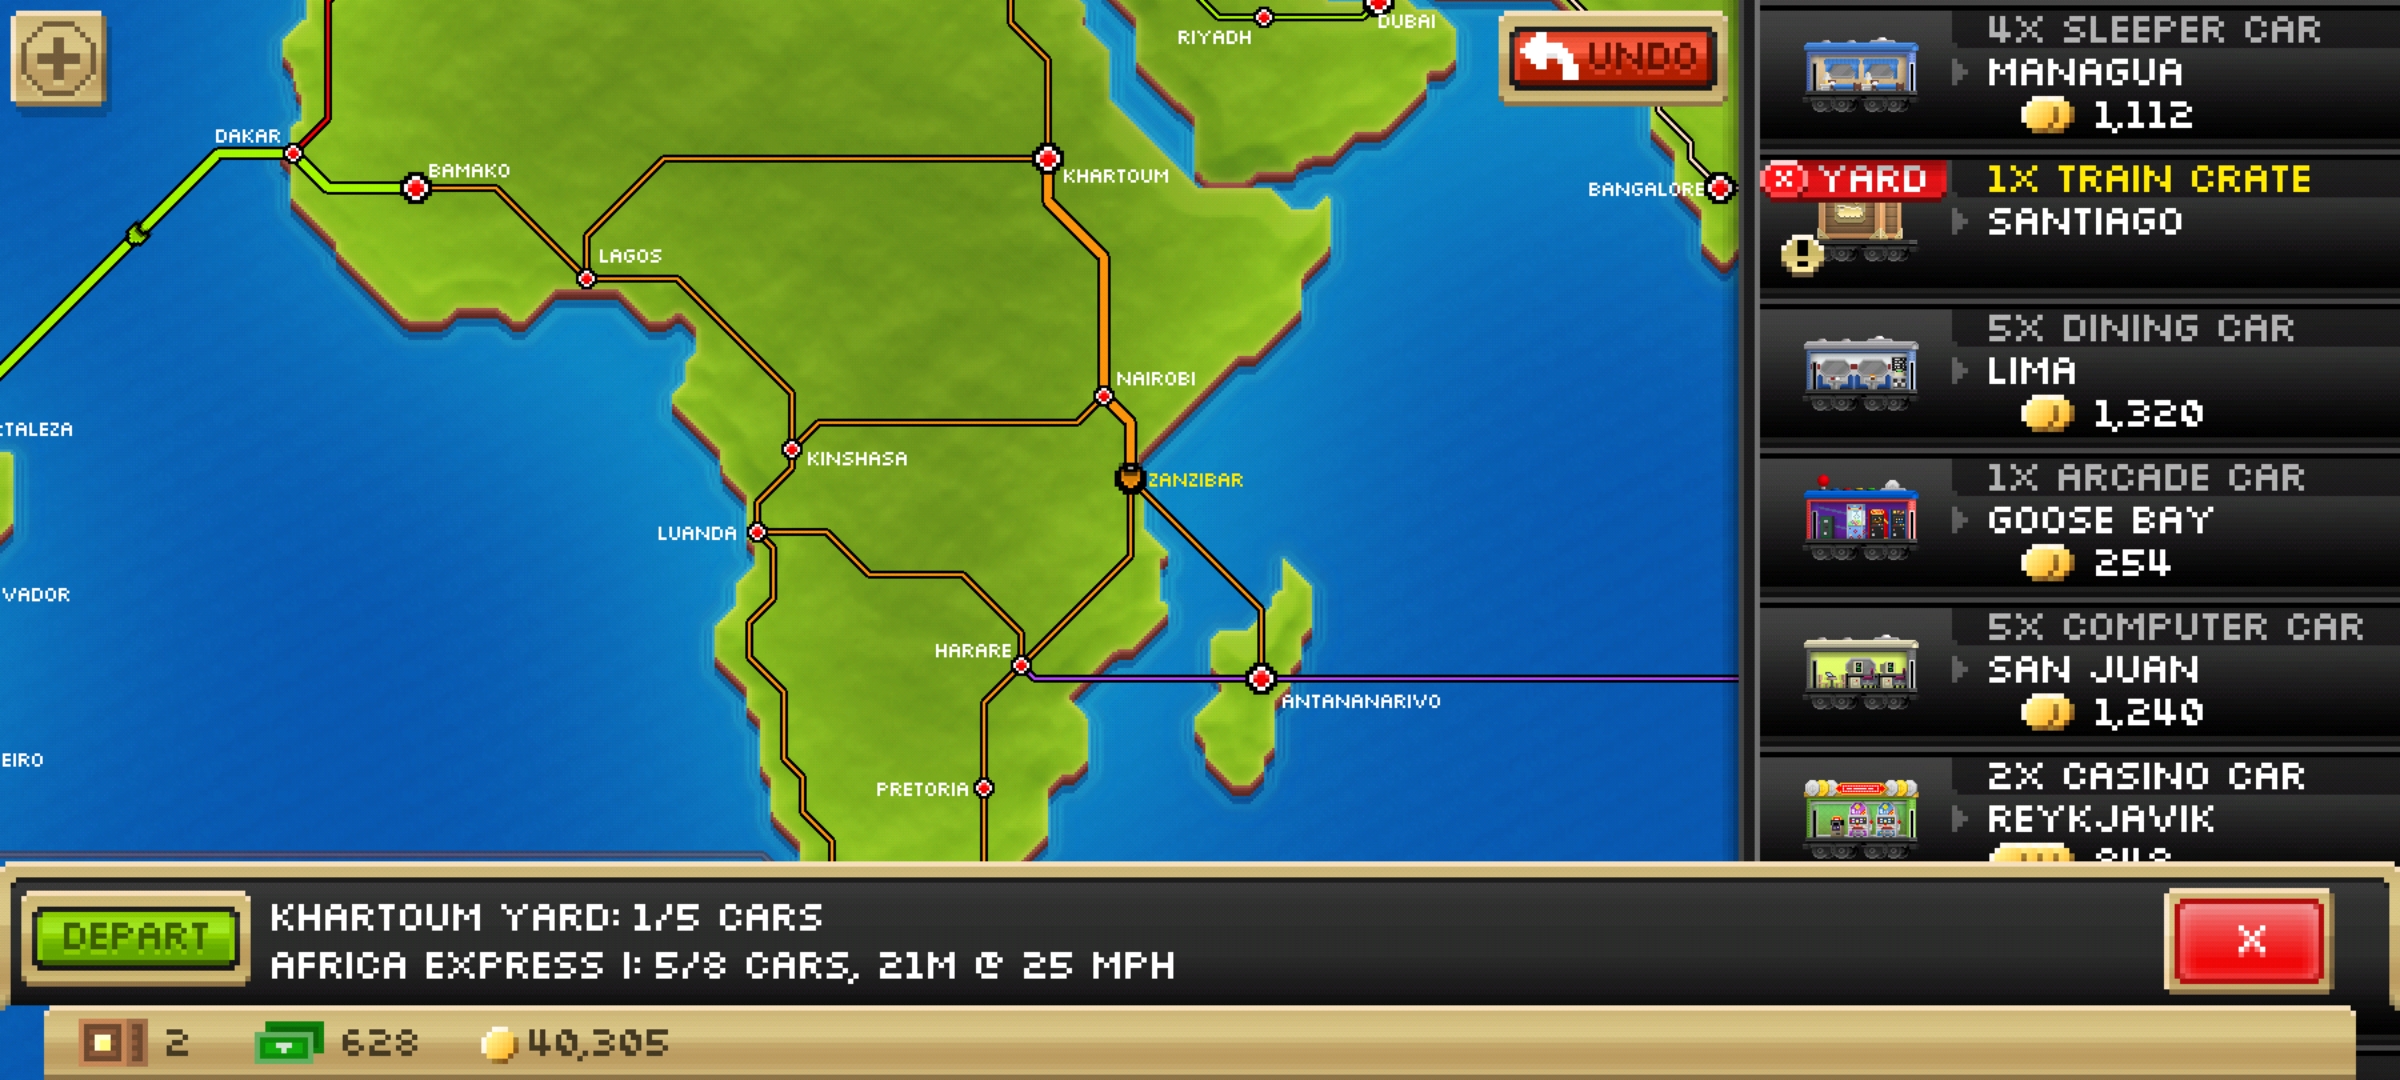 DUBAI
RIYADH
UNDO
DAKAR
BAMAKO
KHARTOUM
BANGALORE
LAGOS
NAIROBI
TALEZA
KINSHASA
ZANZIBAR
LUANDA
VADOR
HARARE
ANTANANARIVO
EIRO
PRETORIA
4X SLEEPER CAR
MANAGUA
1,112
YARD
1X TRAIN CRATE
SANTIAGO
5X DINING CAR
LIMA
1,320
1X ARCADE CAR
GOOSE BAY
254
5X COMPUTER CAR
SAN JUAN
1,240
2X CASINO CAR
REYKJAVIK
DEPART
KHARTOUM YARD: 1/5 CARS
AFRICA EXPRESS I: 5/8 CARS, 21M @ 25 MPH
X
2
628
40,305